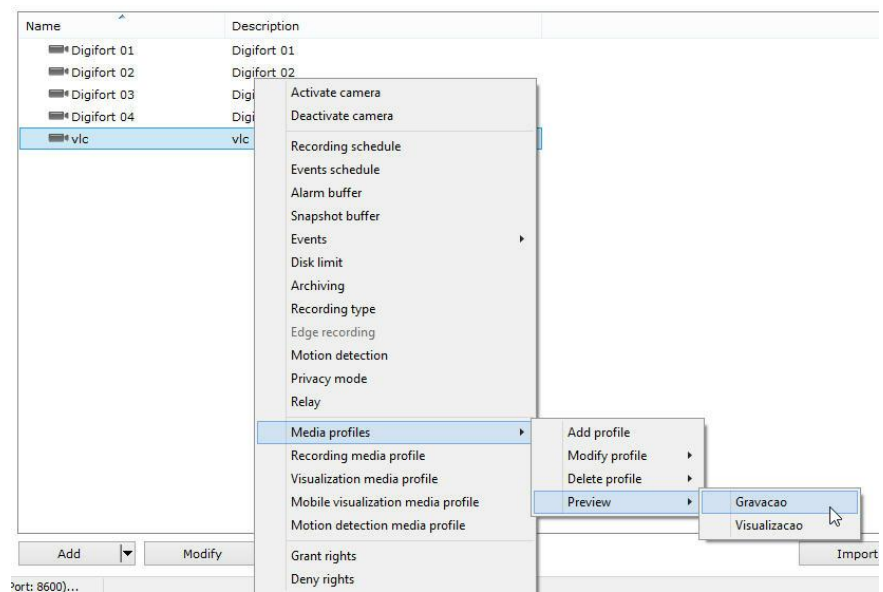 Name Description
Digifort 01 Digifort 01
Digifort 02 Digifort 02
Digifort 03 Digi
Digifort 04 Digi
vlc vlc
Activate camera
Deactivate camera
Recording schedule
Events schedule
Alarm buffer
Snapshot buffer
Events
Disk limit
Archiving
Recording type
Edge recording
Motion detection
Privacy mode
Relay
Media profiles
Recording media profile
Visualization media profile
Mobile visualization media profile
Motion detection media profile
Grant rights
Deny rights
Add profile
Modify profile
Delete profile
Preview
Gravacao
Visualizacao
Add Modify Import
Port: 8600)...